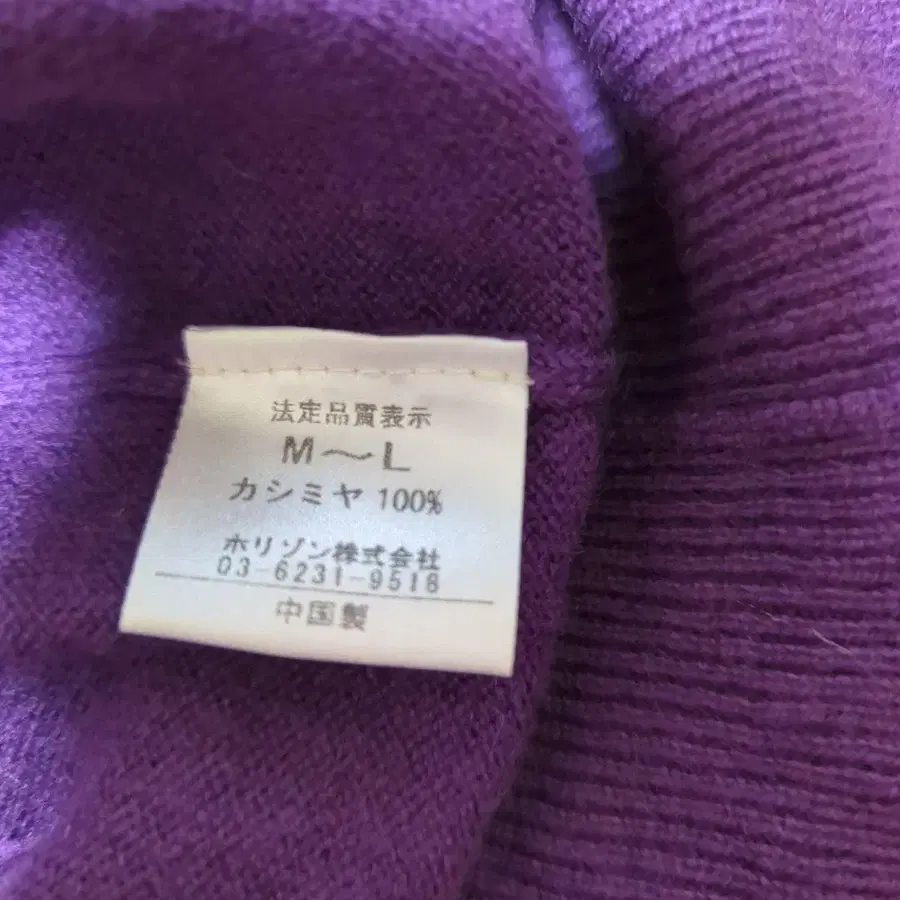 法定品質表示
M～L
カシミヤ 100%
ホリゾン株式会社
03-6231-9518
中国製